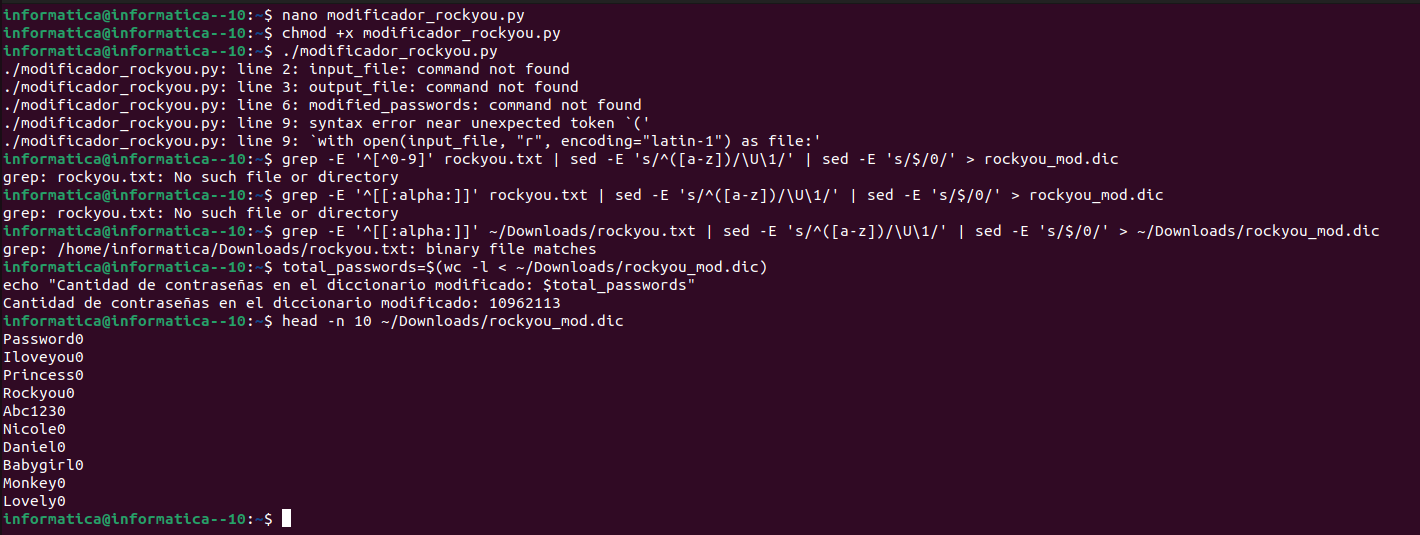 informatica@informatica--10:~$ nano modificador_rockyou.py
informatica@informatica--10:~$ chmod +x modificador_rockyou.py
informatica@informatica--10:~$ ./modificador_rockyou.py
./modificador_rockyou.py: line 2: input_file: command not found
./modificador_rockyou.py: line 3: output_file: command not found
./modificador_rockyou.py: line 6: modified_passwords: command not found
./modificador_rockyou.py: line 9: syntax error near unexpected token `('
./modificador_rockyou.py: line 9: `with open(input_file, "r", encoding="latin-1") as file:'
informatica@informatica--10:~$ grep -E '^[^0-9]' rockyou.txt | sed -E 's/^([a-z])/\U\1/' | sed -E 's/$/0/' > rockyou_mod.dic
grep: rockyou.txt: No such file or directory
informatica@informatica--10:~$ grep -E '^[[:alpha:]]' rockyou.txt | sed -E 's/^([a-z])/\U\1/' | sed -E 's/$/0/' > rockyou_mod.dic
grep: rockyou.txt: No such file or directory
informatica@informatica--10:~$ grep -E '^[[:alpha:]]' ~/Downloads/rockyou.txt | sed -E 's/^([a-z])/\U\1/' | sed -E 's/$/0/' > ~/Downloads/rockyou_mod.dic
grep: /home/informatica/Downloads/rockyou.txt: binary file matches
informatica@informatica--10:~$ total_passwords=$(wc -l < ~/Downloads/rockyou_mod.dic)
echo "Cantidad de contraseñas en el diccionario modificado: $total_passwords"
Cantidad de contraseñas en el diccionario modificado: 10962113
informatica@informatica--10:~$ head -n 10 ~/Downloads/rockyou_mod.dic
Password0
Iloveyou0
Princess0
Rockyou0
Abc1230
Nicole0
Daniel0
Babygirl0
Monkey0
Lovely0
informatica@informatica--10:~$